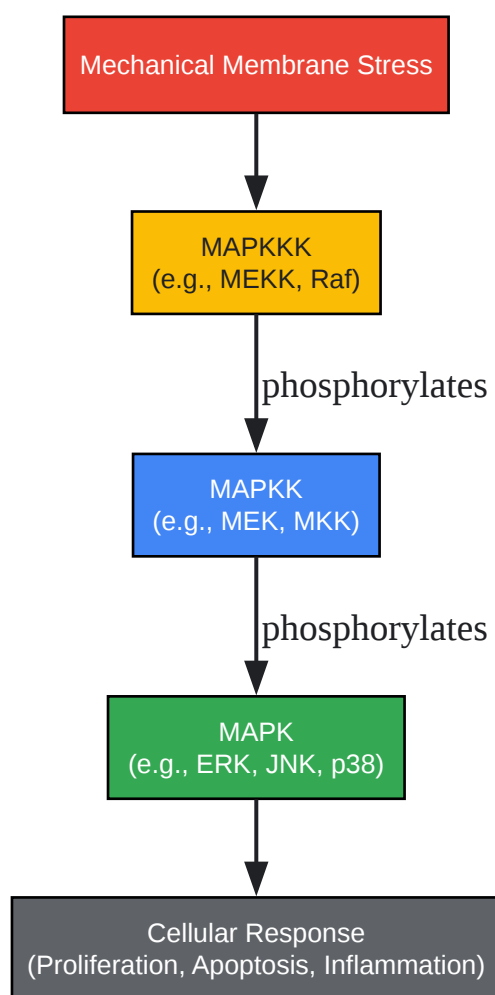 Mechanical Membrane Stress
MAPKKK
(e.g., MEKK, Raf)
phosphorylates
MAPKK
(e.g., MEK, MKK)
phosphorylates
MAPK
(e.g., ERK, JNK, p38)
Cellular Response
(Proliferation, Apoptosis, Inflammation)